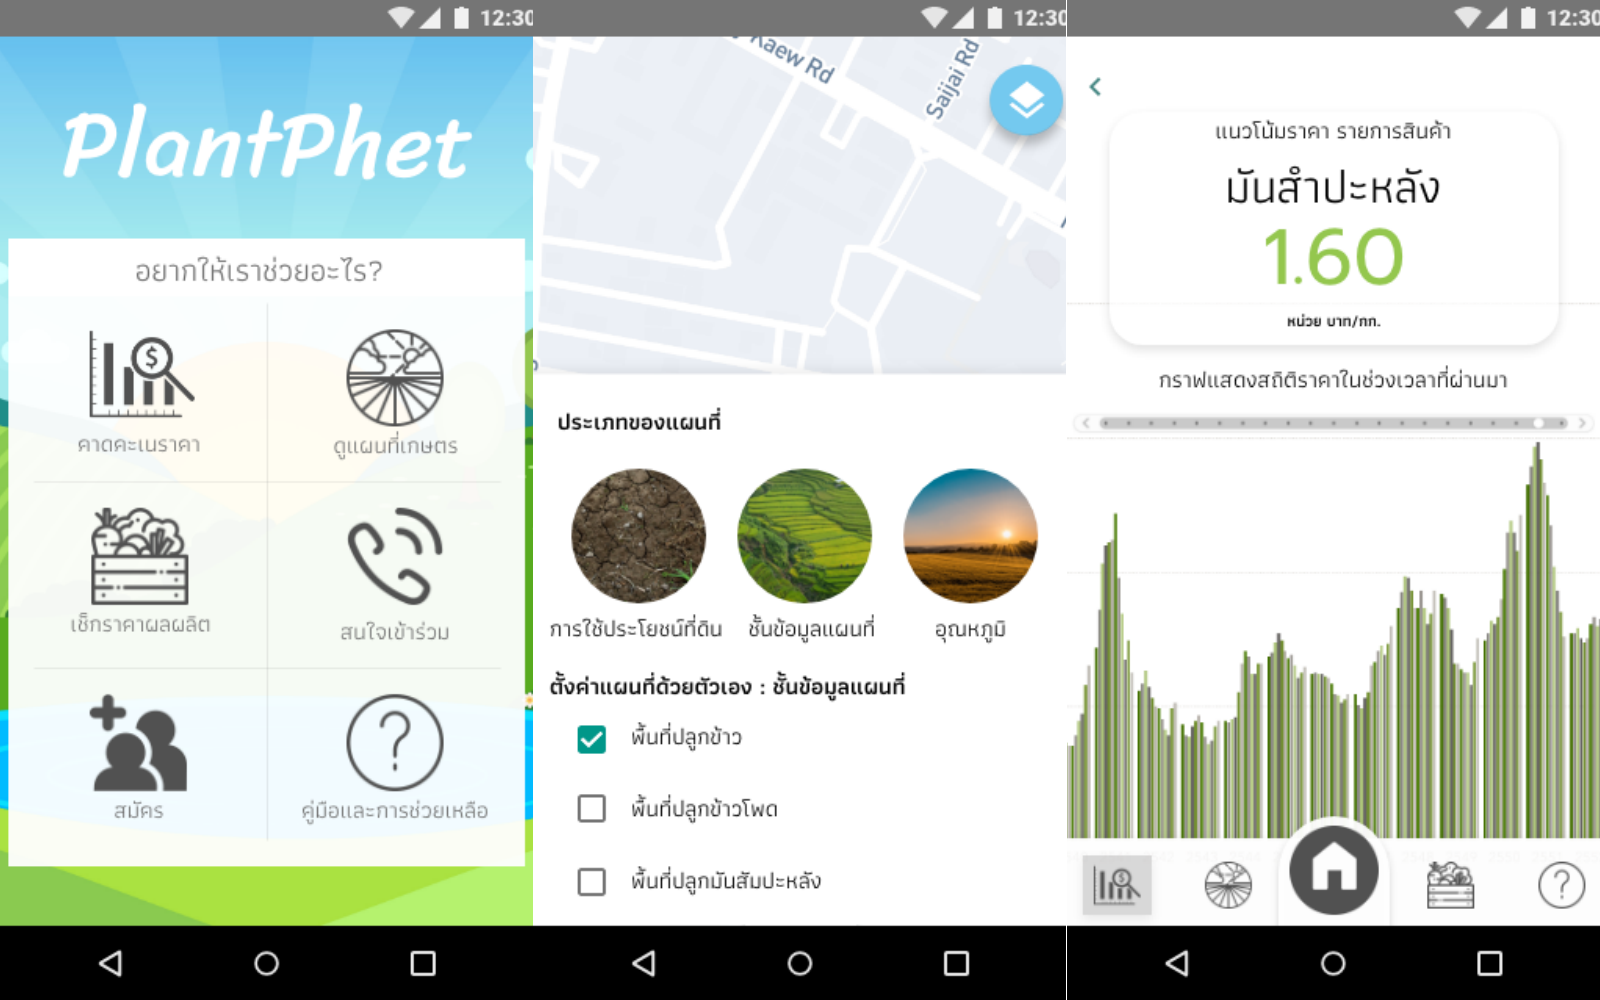 12:30
PlantPhet
อยากให้เราช่วยอะไร?
คาดคะเนราคา
ดูแผนที่เกษตร
เช็กราคาผลผลิต
สนใจเข้าร่วม
สมัคร
คู่มือและการช่วยเหลือ
12:30
Kaew Rd
Saijai Rd
ประเภทของแผนที่
การใช้ประโยชน์ที่ดิน
ชั้นข้อมูลแผนที่
อุณหภูมิ
ตั้งค่าแผนที่ด้วยตัวเอง : ชั้นข้อมูลแผนที่
พื้นที่ปลูกข้าว
พื้นที่ปลูกข้าวโพด
พื้นที่ปลูกมันสัมปะหลัง
12:30
แนวโน้มราคา รายการสินค้า
มันสำปะหลัง
1.60
หน่วย บาท/กก.
กราฟแสดงสถิติราคาในช่วงเวลาที่ผ่านมา